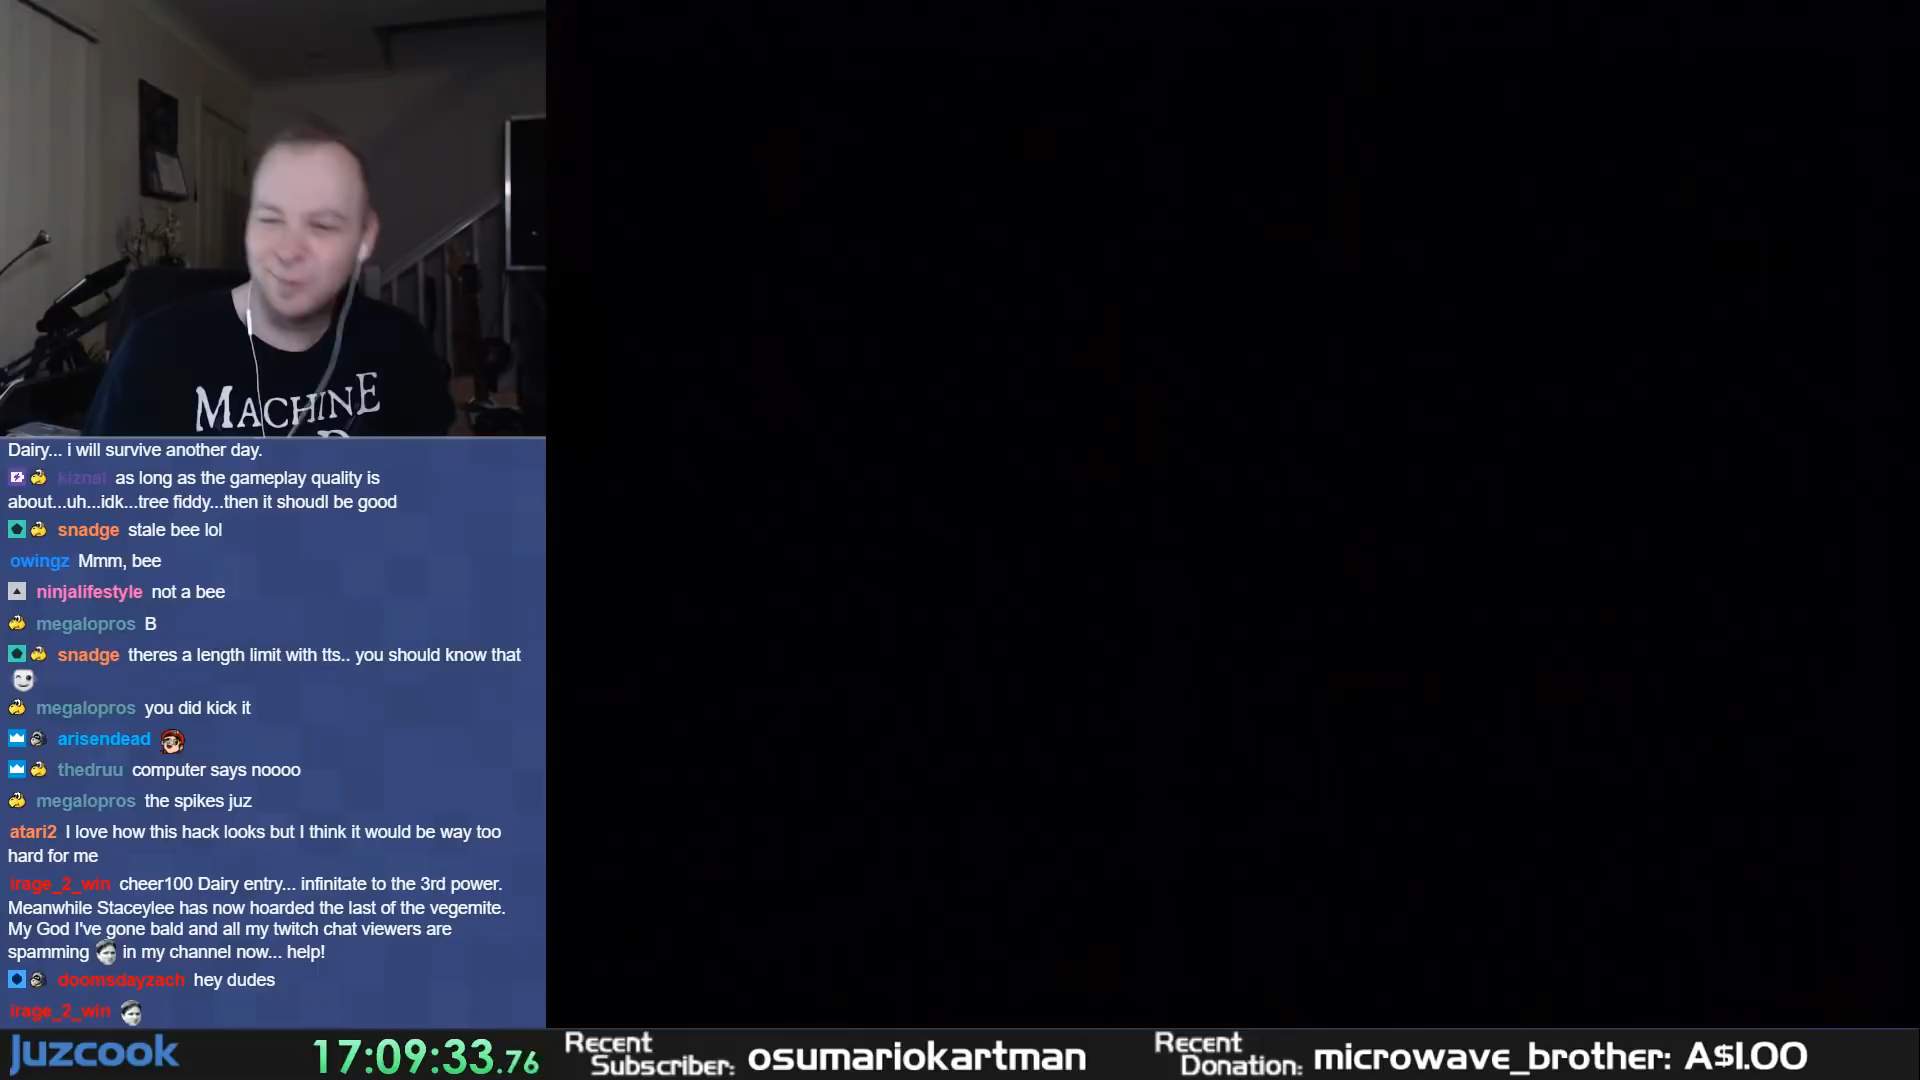 MACHINE
Dairy... i will survive another day.
kiznal as long as the gameplay quality is
about...uh...idk...tree fiddy...then it shoudl be good
snadge stale bee lol
owingz Mmm, bee
ninjalifestyle not a bee
megalopros B
snadge theres a length limit with tts.. you should know that
megalopros you did kick it
arisendead
thedruu computer says noooo
megalopros the spikes juz
atari2 I love how this hack looks but I think it would be way too
hard for me
irage_2_win cheer100 Dairy entry... infinitate to the 3rd power.
Meanwhile Staceylee has now hoarded the last of the vegemite.
My God I've gone bald and all my twitch chat viewers are
spamming in my channel now... help!
doomsdayzach hey dudes
irage_2_win
Juzcook 17:09:33.76 Recent Subscriber: osumariokartman Recent Donation: microwave_brother: A$1.00